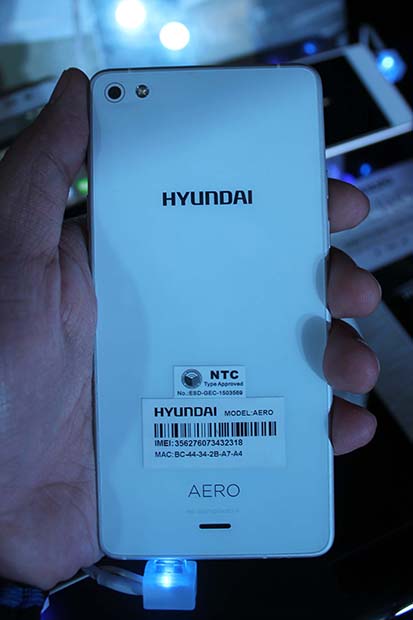 HYUNDAI
NTC
Type Approved
No.:ESD-GEC-1503569
HYUNDAI MODEL:AERO
IMEI:356276073432318
MAC:BC-44-34-2B-A7-A4
AERO